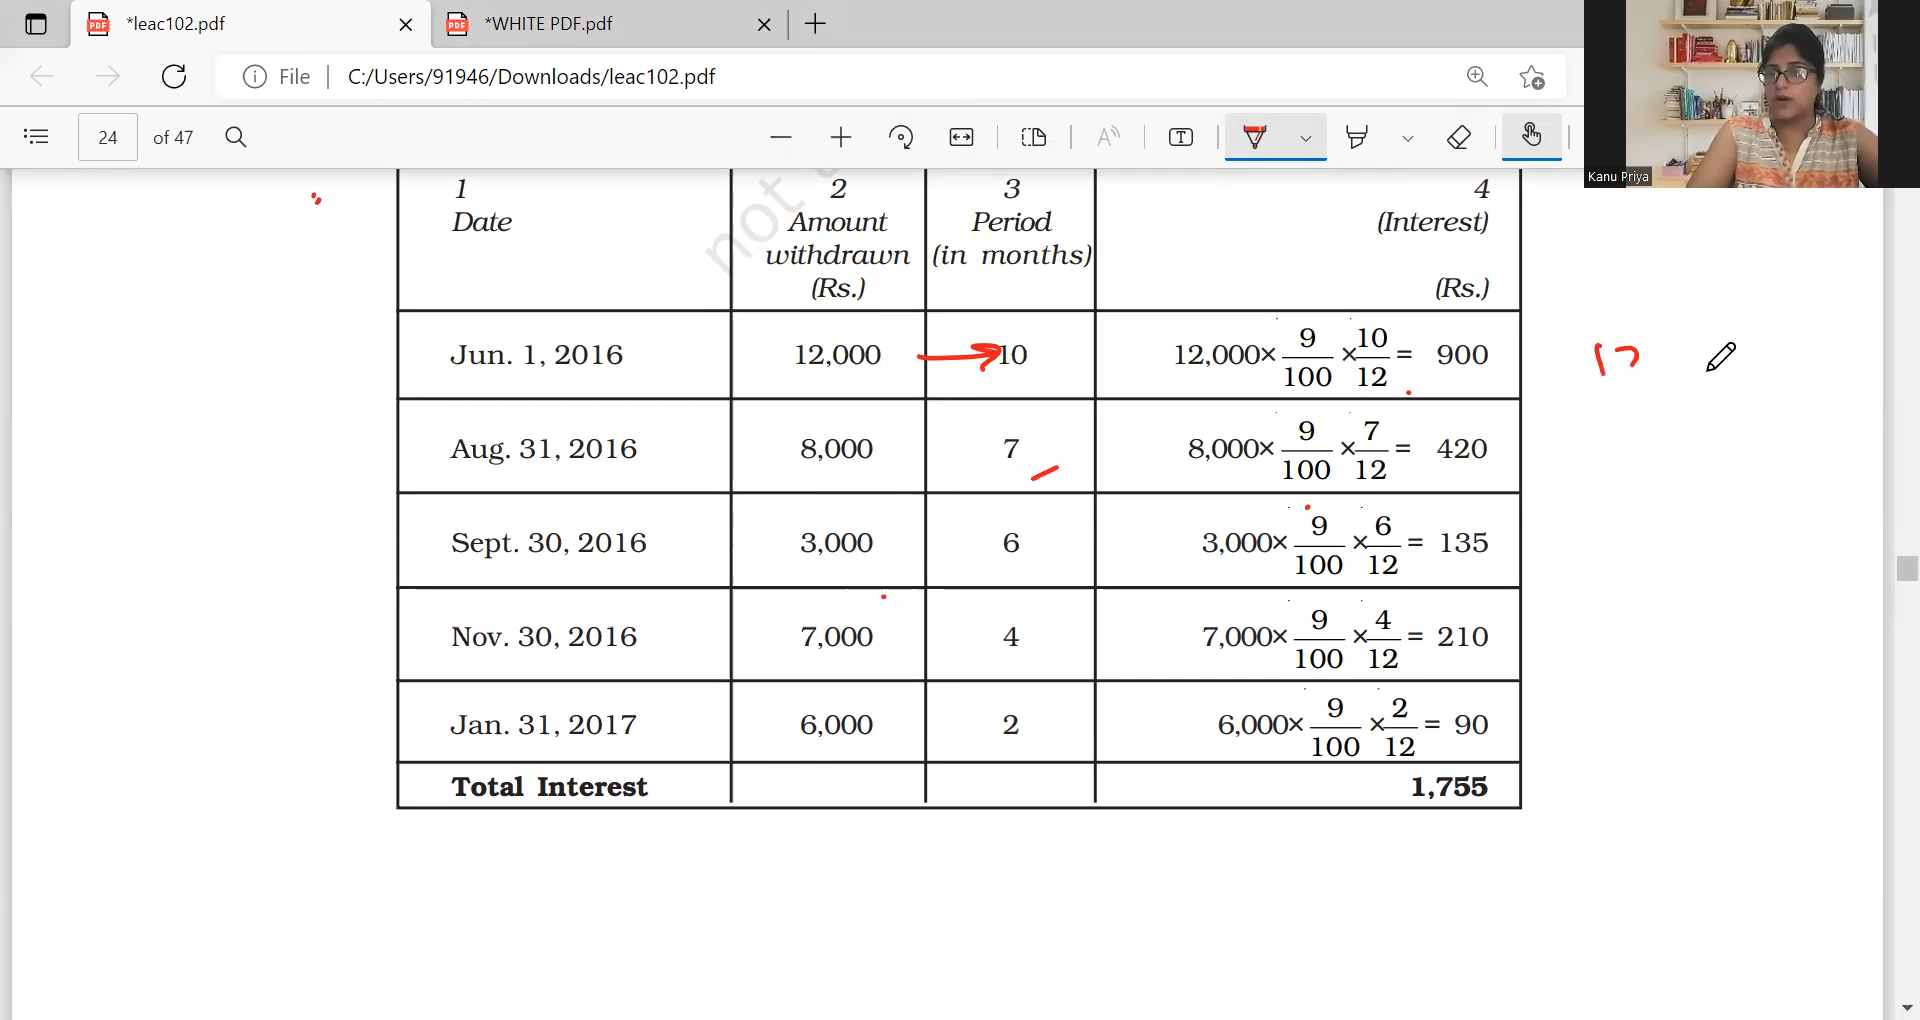 *leac102.pdf
*WHITE PDF.pdf
File
C:/Users/91946/Downloads/leac102.pdf
24 of 47
Kanu Priya
not
1 2 3 4
Date Amount withdrawn (Rs.) Period (in months) (Interest) (Rs.)
Jun. 1, 2016 12,000 10 12,000× 9/100 × 10/12 = 900
Aug. 31, 2016 8,000 7 8,000× 9/100 × 7/12 = 420
Sept. 30, 2016 3,000 6 3,000× 9/100 × 6/12 = 135
Nov. 30, 2016 7,000 4 7,000× 9/100 × 4/12 = 210
Jan. 31, 2017 6,000 2 6,000× 9/100 × 2/12 = 90
Total Interest 1,755